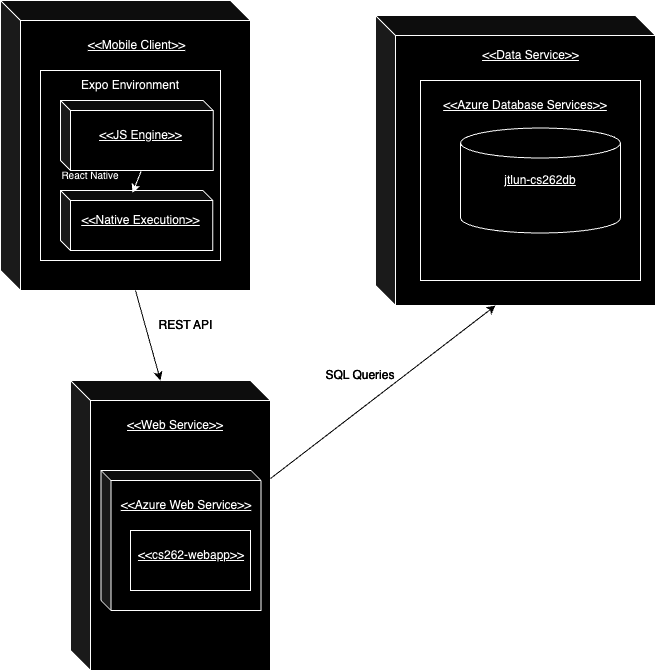 <<Mobile Client>>
Expo Environment
<<JS Engine>>
React Native
<<Native Execution>>
<<Data Service>>
<<Azure Database Services>>
jtlun-cs262db
REST API
SQL Queries
<<Web Service>>
<<Azure Web Service>>
<<cs262-webapp>>